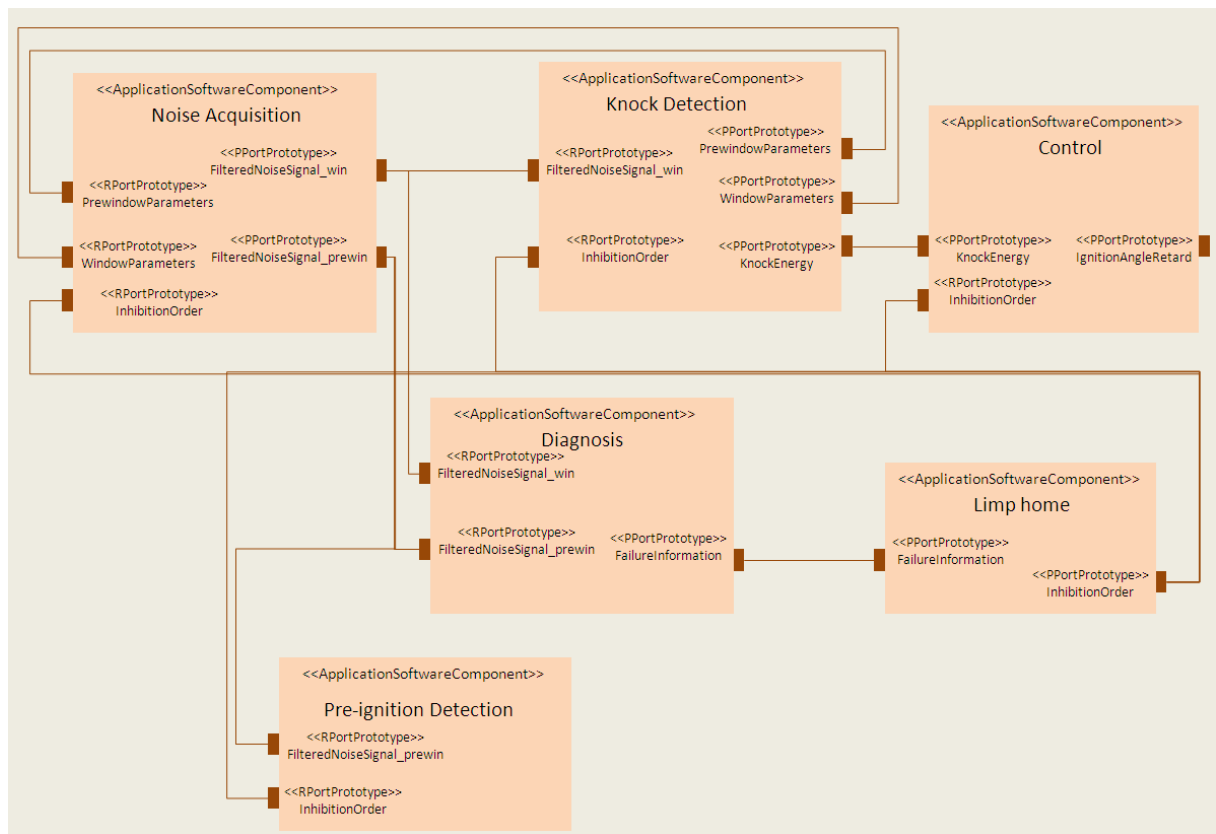 <<ApplicationSoftwareComponent>>
Noise Acquisition
<<PPortPrototype>>
FilteredNoiseSignal_win
<<RPortPrototype>>
PrewindowParameters
<<RPortPrototype>>
WindowParameters
<<PPortPrototype>>
FilteredNoiseSignal_prewin
<<RPortPrototype>>
InhibitionOrder
<<ApplicationSoftwareComponent>>
Knock Detection
<<PPortPrototype>>
PrewindowParameters
<<RPortPrototype>>
FilteredNoiseSignal_win
<<PPortPrototype>>
WindowParameters
<<RPortPrototype>>
InhibitionOrder
<<PPortPrototype>>
KnockEnergy
<<ApplicationSoftwareComponent>>
Control
<<PPortPrototype>>
KnockEnergy
<<PPortPrototype>>
IgnitionAngleRetard
<<RPortPrototype>>
InhibitionOrder
<<ApplicationSoftwareComponent>>
Diagnosis
<<RPortPrototype>>
FilteredNoiseSignal_win
<<RPortPrototype>>
FilteredNoiseSignal_prewin
<<PPortPrototype>>
FailureInformation
<<ApplicationSoftwareComponent>>
Limp home
<<PPortPrototype>>
FailureInformation
<<PPortPrototype>>
InhibitionOrder
<<ApplicationSoftwareComponent>>
Pre-ignition Detection
<<RPortPrototype>>
FilteredNoiseSignal_prewin
<<RPortPrototype>>
InhibitionOrder